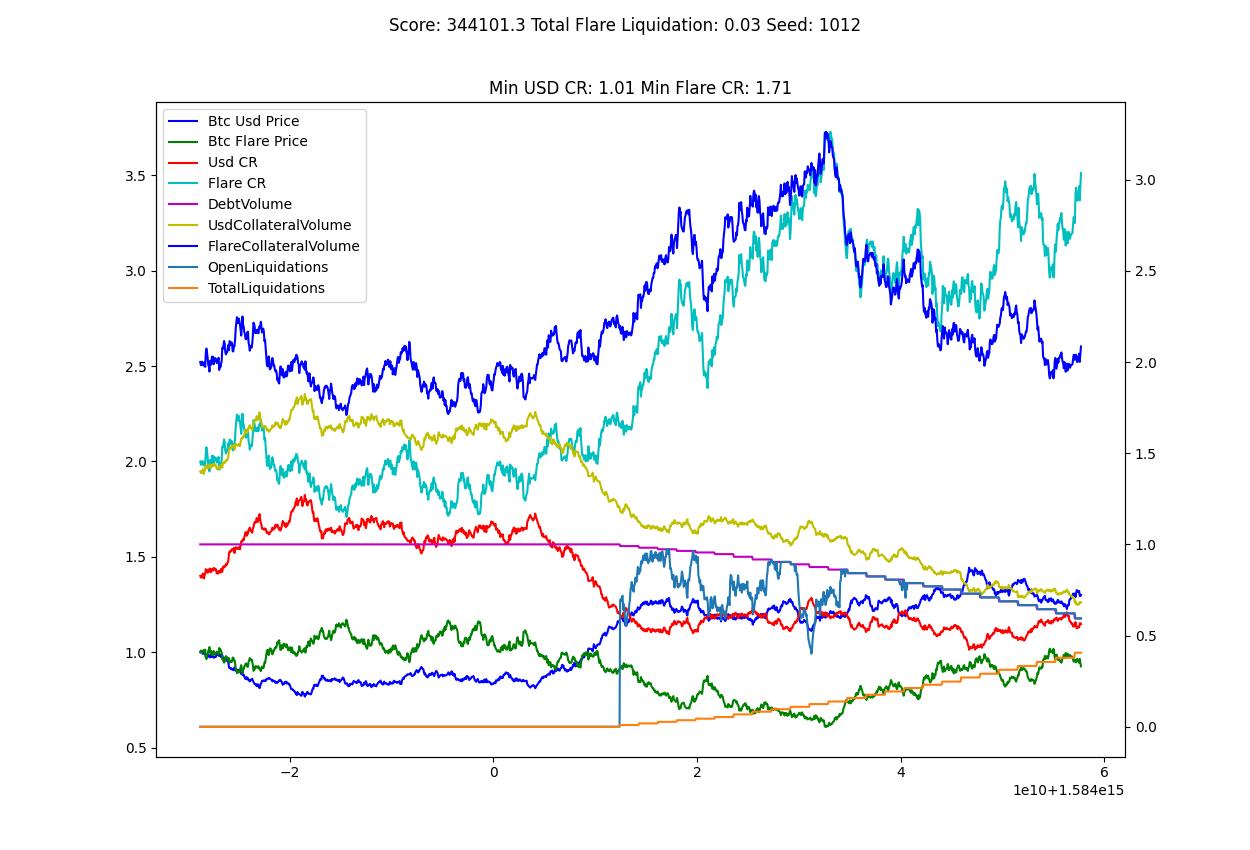 Score: 344101.3 Total Flare Liquidation: 0.03 Seed: 1012
Min USD CR: 1.01 Min Flare CR: 1.71
Btc Usd Price
Btc Flare Price
Usd CR
Flare CR
DebtVolume
UsdCollateralVolume
FlareCollateralVolume
OpenLiquidations
TotalLiquidations
3.5
3.0
2.5
2.0
1.5
1.0
0.5
3.0
2.5
2.0
1.5
1.0
0.5
0.0
−2 0 2 4 6
1e10+1.584e15